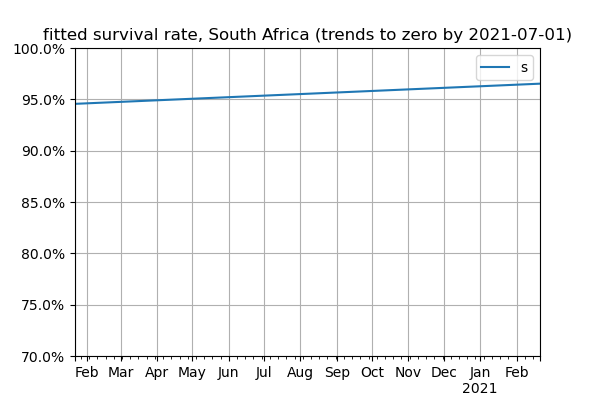 fitted survival rate, South Africa (trends to zero by 2021-07-01)
100.0%
s
95.0%
90.0%
85.0%
80.0%
75.0%
70.0%
Feb Mar Apr May Jun Jul Aug Sep Oct Nov Dec Jan Feb
2021